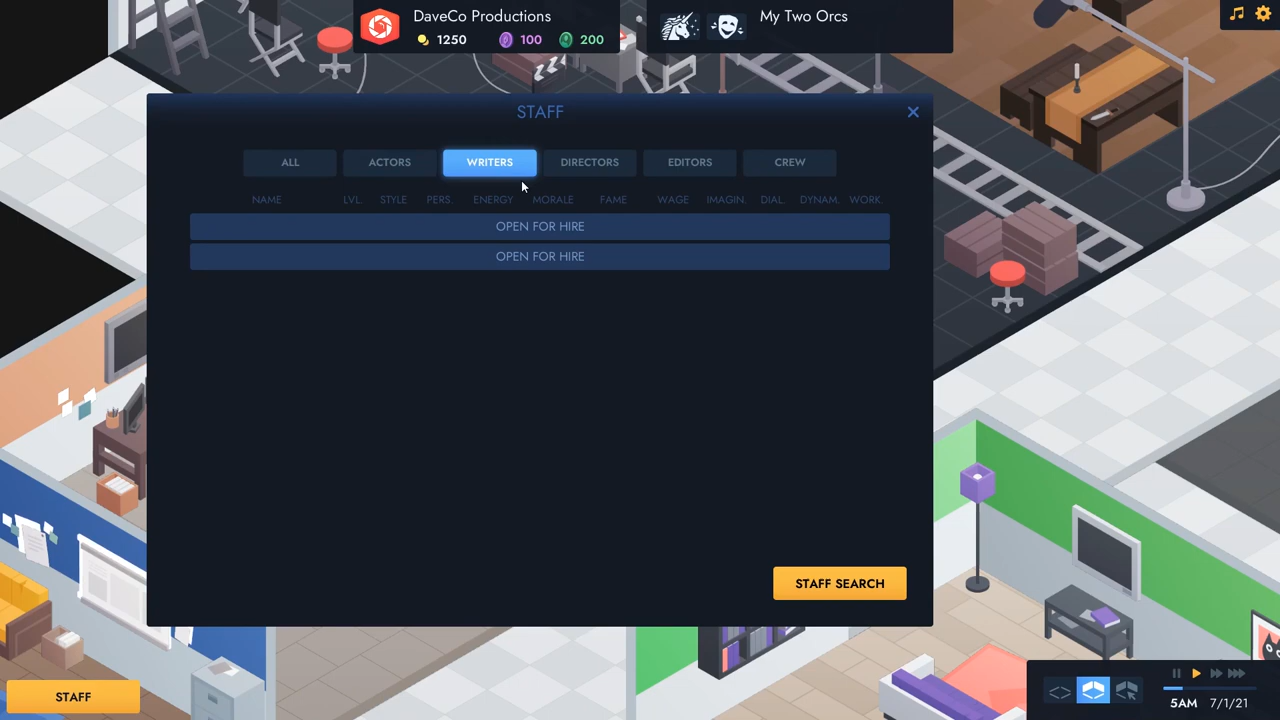 DaveCo Productions
1250 100 200
My Two Orcs
STAFF
ALL ACTORS WRITERS DIRECTORS EDITORS CREW
NAME LVL. STYLE PERS. ENERGY MORALE FAME WAGE IMAGIN. DIAL. DYNAM. WORK.
OPEN FOR HIRE
OPEN FOR HIRE
STAFF SEARCH
STAFF
5AM 7/1/21